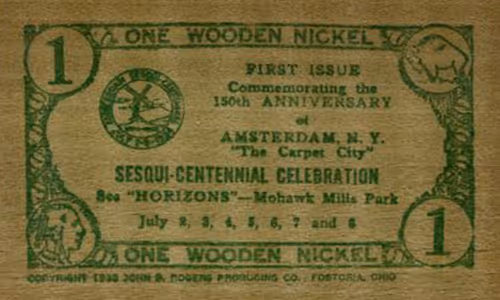 ONE WOODEN NICKEL
1
FIRST ISSUE
Commemorating the
150th ANNIVERSARY
of
AMSTERDAM, N. Y.
"The Carpet City"
SESQUI-CENTENNIAL CELEBRATION
See "HORIZONS"—Mohawk Mills Park
July 2, 3, 4, 5, 6, 7 and 8
1
ONE WOODEN NICKEL
COPYRIGHT JOHN B. ROGERS PRODUCING CO., FOSTORIA, OHIO